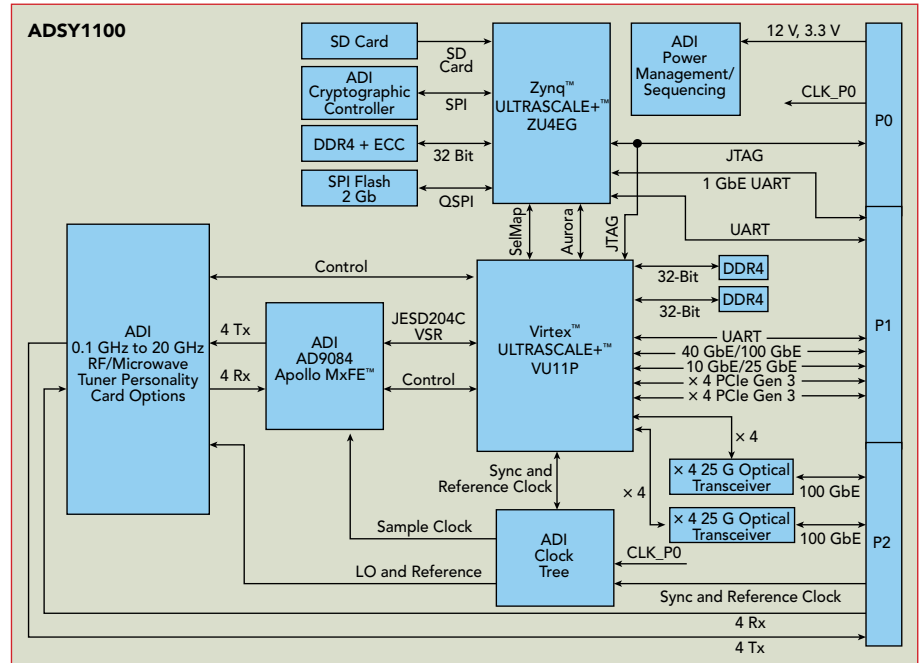 ADSY1100
SD Card
SD
Card
ADI
Cryptographic
Controller
SPI
DDR4 + ECC
32 Bit
SPI Flash
2 Gb
QSPI
Zynq™
ULTRASCALE+™
ZU4EG
ADI
Power
Management/
Sequencing
12 V, 3.3 V
CLK_P0
P0
JTAG
1 GbE UART
UART
SelMap
Aurora
JTAG
Control
ADI
0.1 GHz to 20 GHz
RF/Microwave
Tuner Personality
Card Options
4 Tx
4 Rx
ADI
AD9084
Apollo MxFE™
JESD204C
VSR
Control
Virtex™
ULTRASCALE+™
VU11P
32-Bit
DDR4
32-Bit
DDR4
UART
40 GbE/100 GbE
10 GbE/25 GbE
× 4 PCIe Gen 3
× 4 PCIe Gen 3
P1
× 4
× 4 25 G Optical
Transceiver
100 GbE
× 4
× 4 25 G Optical
Transceiver
100 GbE
P2
Sync and
Reference Clock
Sample Clock
LO and Reference
ADI
Clock
Tree
CLK_P0
Sync and Reference Clock
4 Rx
4 Tx